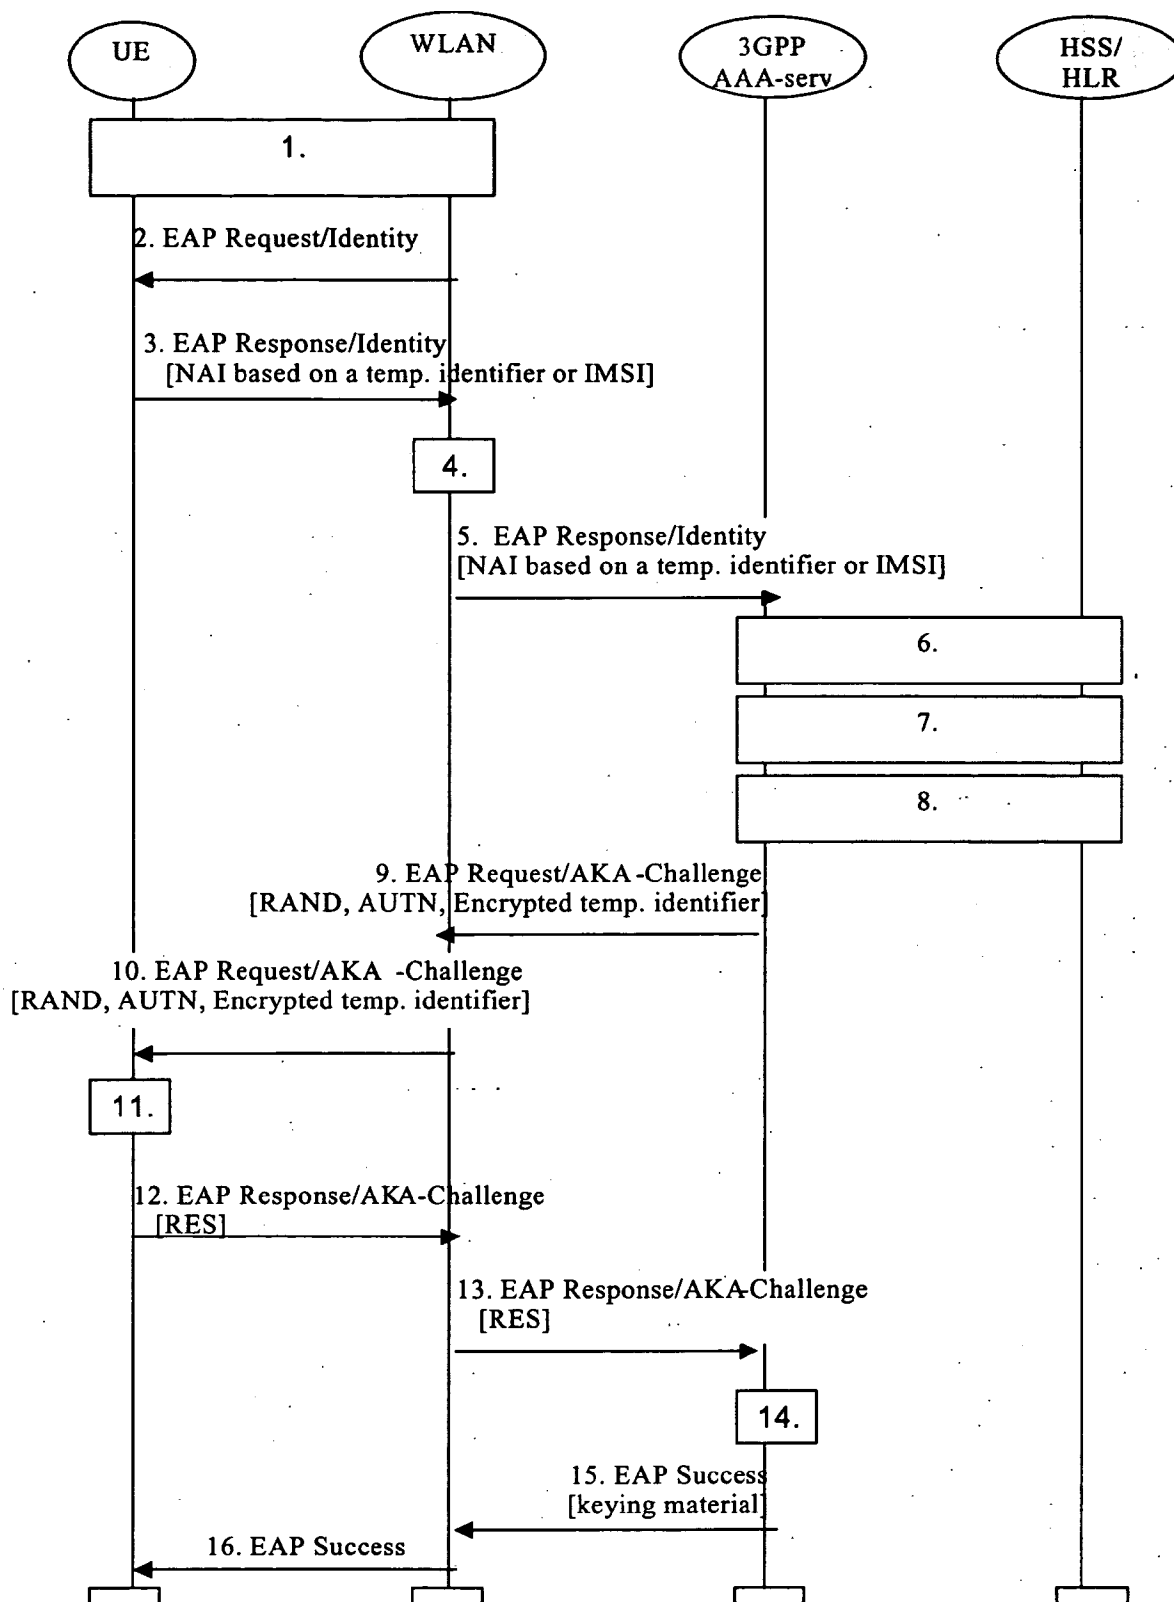 UE
WLAN
3GPP
AAA-serv
HSS/
HLR
1.
2. EAP Request/Identity
3. EAP Response/Identity
[NAI based on a temp. identifier or IMSI]
4.
5. EAP Response/Identity
[NAI based on a temp. identifier or IMSI]
6.
7.
8.
9. EAP Request/AKA-Challenge
[RAND, AUTN, Encrypted temp. identifier]
10. EAP Request/AKA -Challenge
[RAND, AUTN, Encrypted temp. identifier]
11.
12. EAP Response/AKA-Challenge
[RES]
13. EAP Response/AKA-Challenge
[RES]
14.
15. EAP Success
[keying material]
16. EAP Success